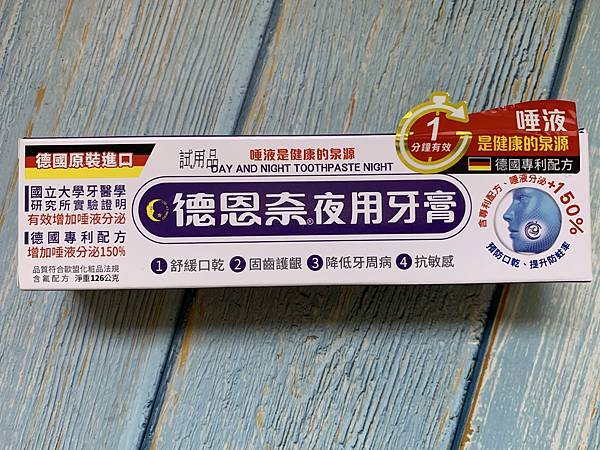 德國原裝進口
國立大學牙醫學
研究所實驗證明
有效增加唾液分泌
德國專利配方
增加唾液分泌150%
品質符合歐盟化粧品法規
含氟配方 淨重126公克
試用品
唾液是健康的泉源
DAY AND NIGHT TOOTHPASTE NIGHT
德恩奈®夜用牙膏
1 舒緩口乾 2 固齒護齦 3 降低牙周病 4 抗敏感
1
分鐘有效
唾液
是健康的泉源
德國專利配方
含專利配方、唾液分泌+150%
預防口乾、提升防蛀率